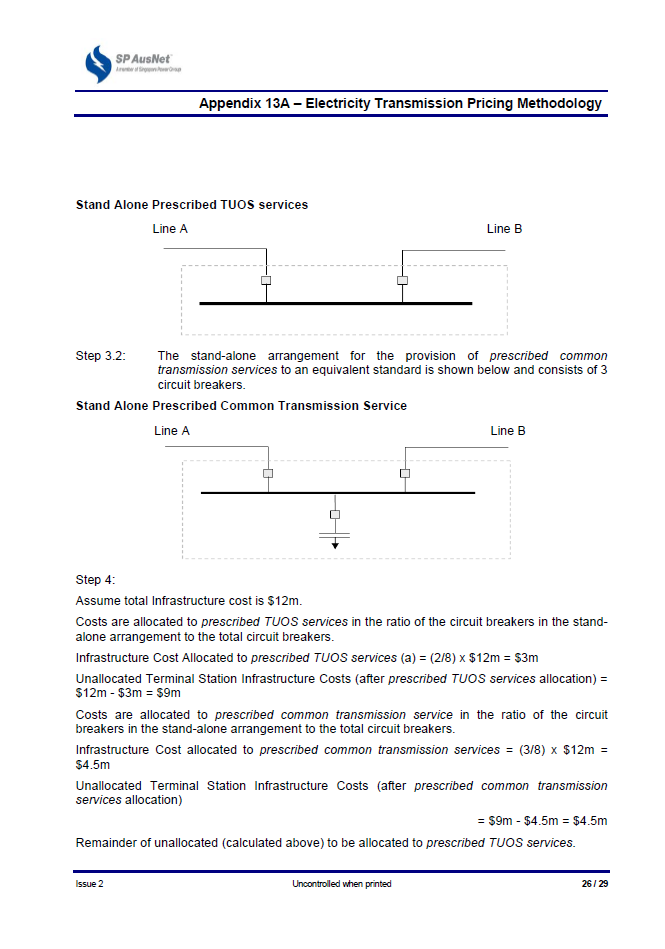 SP AusNet
A member of Singapore Power Group
Appendix 13A – Electricity Transmission Pricing Methodology
Stand Alone Prescribed TUOS services
Line A Line B
Step 3.2: The stand-alone arrangement for the provision of prescribed common
transmission services to an equivalent standard is shown below and consists of 3
circuit breakers.
Stand Alone Prescribed Common Transmission Service
Line A Line B
Step 4:
Assume total Infrastructure cost is $12m.
Costs are allocated to prescribed TUOS services in the ratio of the circuit breakers in the stand-
alone arrangement to the total circuit breakers.
Infrastructure Cost Allocated to prescribed TUOS services (a) = (2/8) x $12m = $3m
Unallocated Terminal Station Infrastructure Costs (after prescribed TUOS services allocation) =
$12m - $3m = $9m
Costs are allocated to prescribed common transmission service in the ratio of the circuit
breakers in the stand-alone arrangement to the total circuit breakers.
Infrastructure Cost allocated to prescribed common transmission services = (3/8) x $12m =
$4.5m
Unallocated Terminal Station Infrastructure Costs (after prescribed common transmission
services allocation)
= $9m - $4.5m = $4.5m
Remainder of unallocated (calculated above) to be allocated to prescribed TUOS services.
Issue 2 Uncontrolled when printed 26 / 29